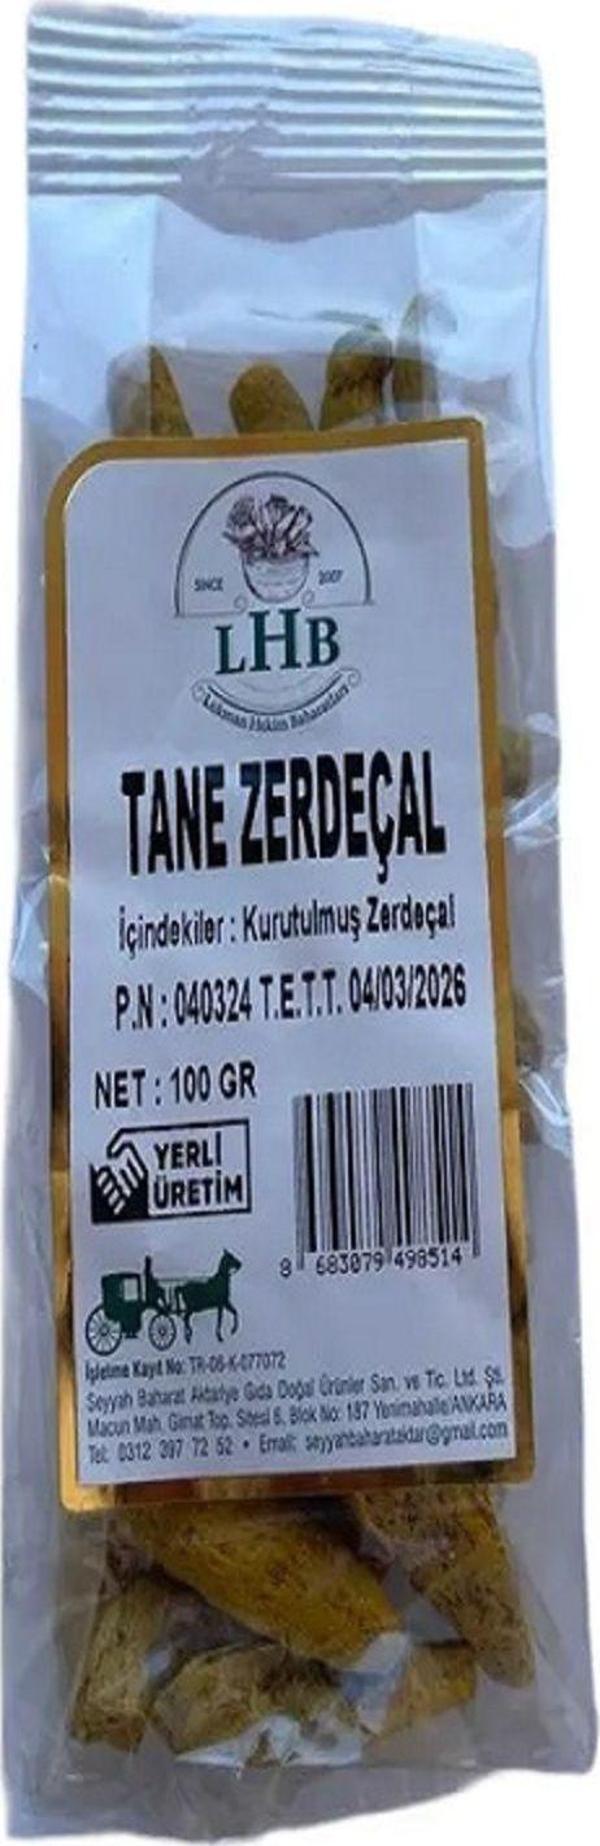 SINCE 2007
LHB
Lokman Hekim Baharatları
TANE ZERDEÇAL
İçindekiler : Kurutulmuş Zerdeçal
P.N : 040324 T.E.T.T. 04/03/2026
NET : 100 GR
YERLİ
ÜRETİM
8 683079 498514
İşletme Kayıt No: TR-06-K-077072
Seyyah Baharat Aktariye Gıda Doğal Ürünler San. ve Tic. Ltd. Şti.
Macun Mah. Gimat Top. Sitesi 6. Blok No: 187 Yenimahalle/ANKARA
Tel: 0312 397 72 52 • Email: seyyahbaharataktar@gmail.com